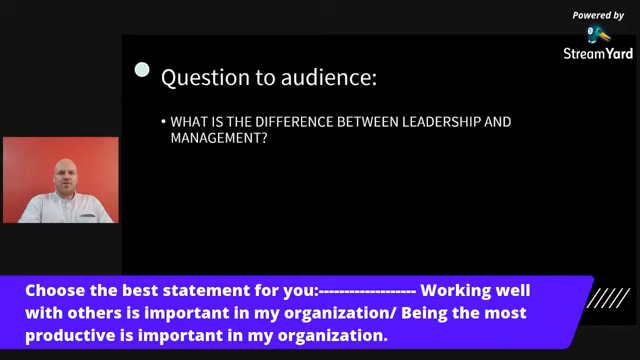 Powered by
StreamYard
Question to audience:
• WHAT IS THE DIFFERENCE BETWEEN LEADERSHIP AND
MANAGEMENT?
Choose the best statement for you:------------------- Working well
with others is important in my organization/ Being the most
productive is important in my organization.